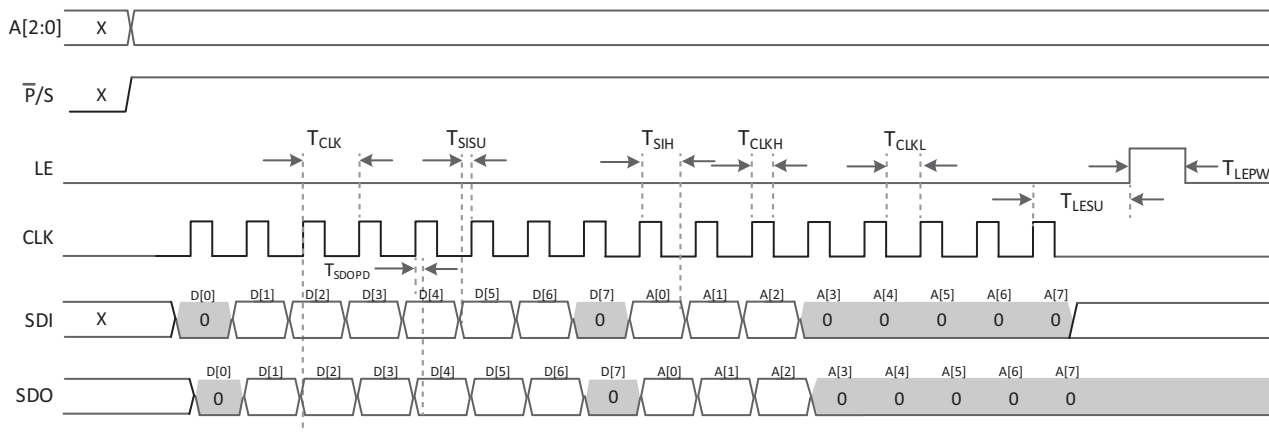 A[2:0] X
P̅/S X
T_CLK T_SISU T_SIH T_CLKH T_CLKL
LE T_LEPW
T_LESU
CLK
T_SDOPD
D[0] D[1] D[2] D[3] D[4] D[5] D[6] D[7] A[0] A[1] A[2] A[3] A[4] A[5] A[6] A[7]
SDI X 0 0 0 0 0 0 0
D[0] D[1] D[2] D[3] D[4] D[5] D[6] D[7] A[0] A[1] A[2] A[3] A[4] A[5] A[6] A[7]
SDO 0 0 0 0 0 0 0